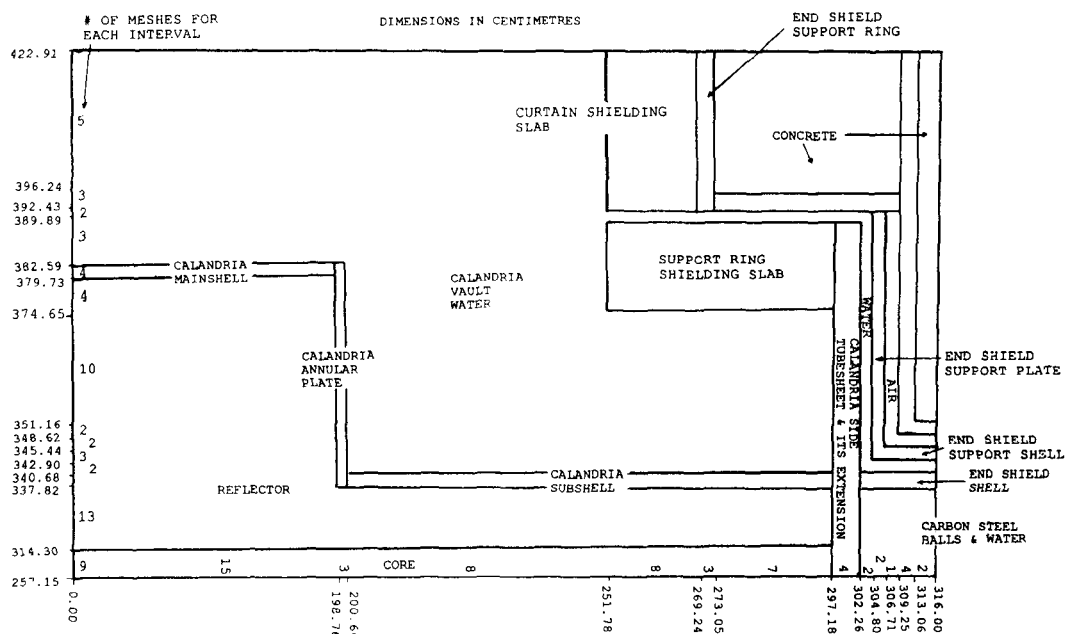 # OF MESHES FOR
EACH INTERVAL
DIMENSIONS IN CENTIMETRES
END SHIELD
SUPPORT RING
422.91
5
CURTAIN SHIELDING
SLAB
CONCRETE
396.24
3
392.43
2
389.89
3
382.59
4
379.73
4
374.65
CALANDRIA
MAINSHELL
CALANDRIA
VAULT
WATER
SUPPORT RING
SHIELDING SLAB
WATER
AIR
END SHIELD
SUPPORT PLATE
CALANDRIA
ANNULAR
PLATE
10
CALANDRIA SIDE
TUBESHEET & ITS EXTENSION
351.16
2
348.62
2
345.44
3
342.90
2
340.68
337.82
END SHIELD
SUPPORT SHELL
CALANDRIA
SUBSHELL
END SHIELD
SHELL
REFLECTOR
13
CARBON STEEL
BALLS & WATER
314.30
9
257.15
15
3
CORE
8
8
3
7
4
2
2
1
4
2
0.00
198.76
200.66
251.78
269.24
273.05
297.18
302.26
304.80
306.71
309.25
313.06
316.00